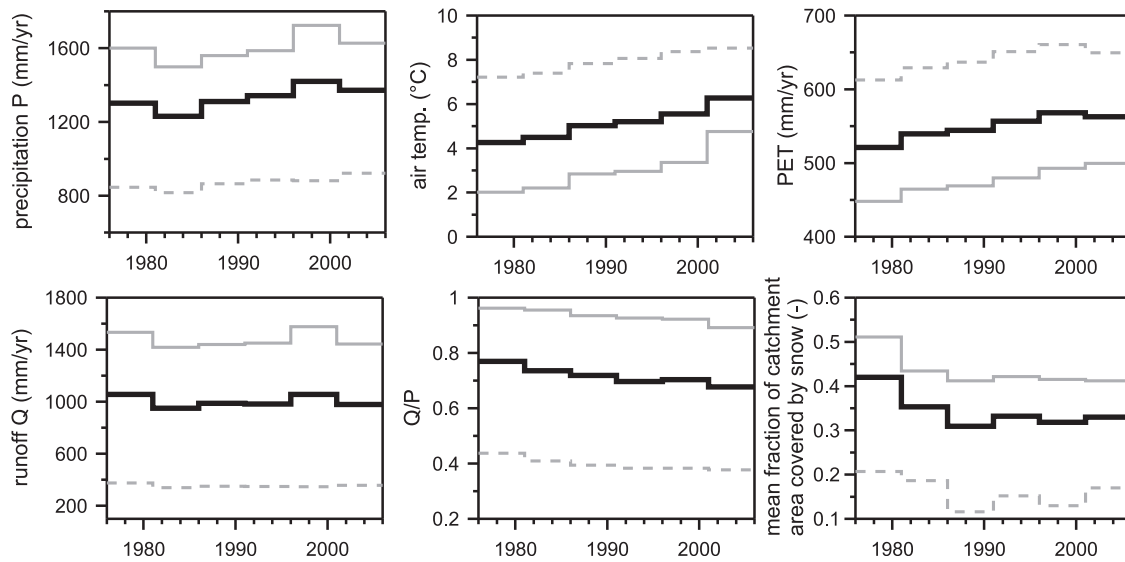 precipitation P (mm/yr)
1600
1200
800
1980 1990 2000
air temp. (°C)
10
8
6
4
2
0
1980 1990 2000
PET (mm/yr)
700
600
500
400
1980 1990 2000
runoff Q (mm/yr)
1800
1400
1000
600
200
1980 1990 2000
Q/P
1
0.8
0.6
0.4
0.2
1980 1990 2000
mean fraction of catchment
area covered by snow (-)
0.6
0.5
0.4
0.3
0.2
0.1
1980 1990 2000